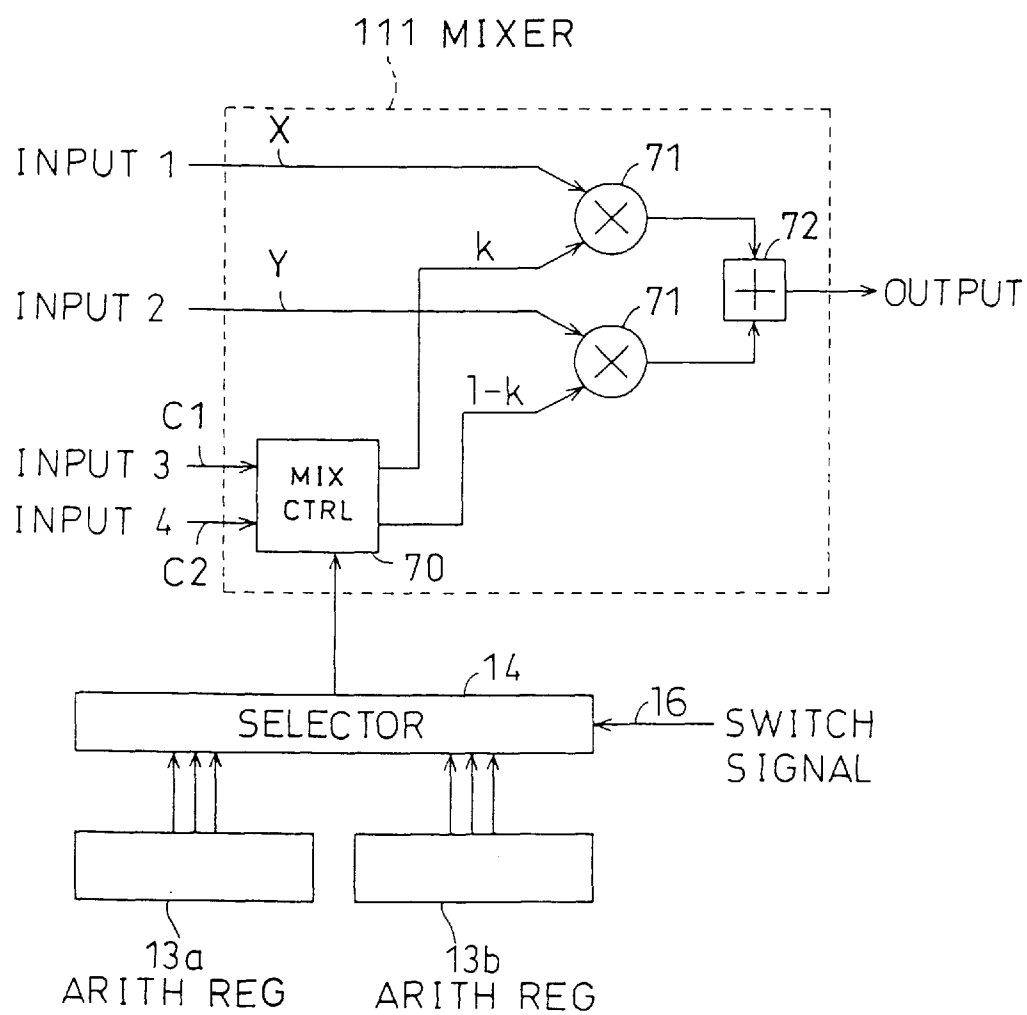 111 MIXER
X
INPUT 1
71
k
72
Y
OUTPUT
INPUT 2
71
1-k
C1
INPUT 3
MIX
CTRL
INPUT 4
C2
70
14
SELECTOR
16
SWITCH
SIGNAL
13a
ARITH REG
13b
ARITH REG